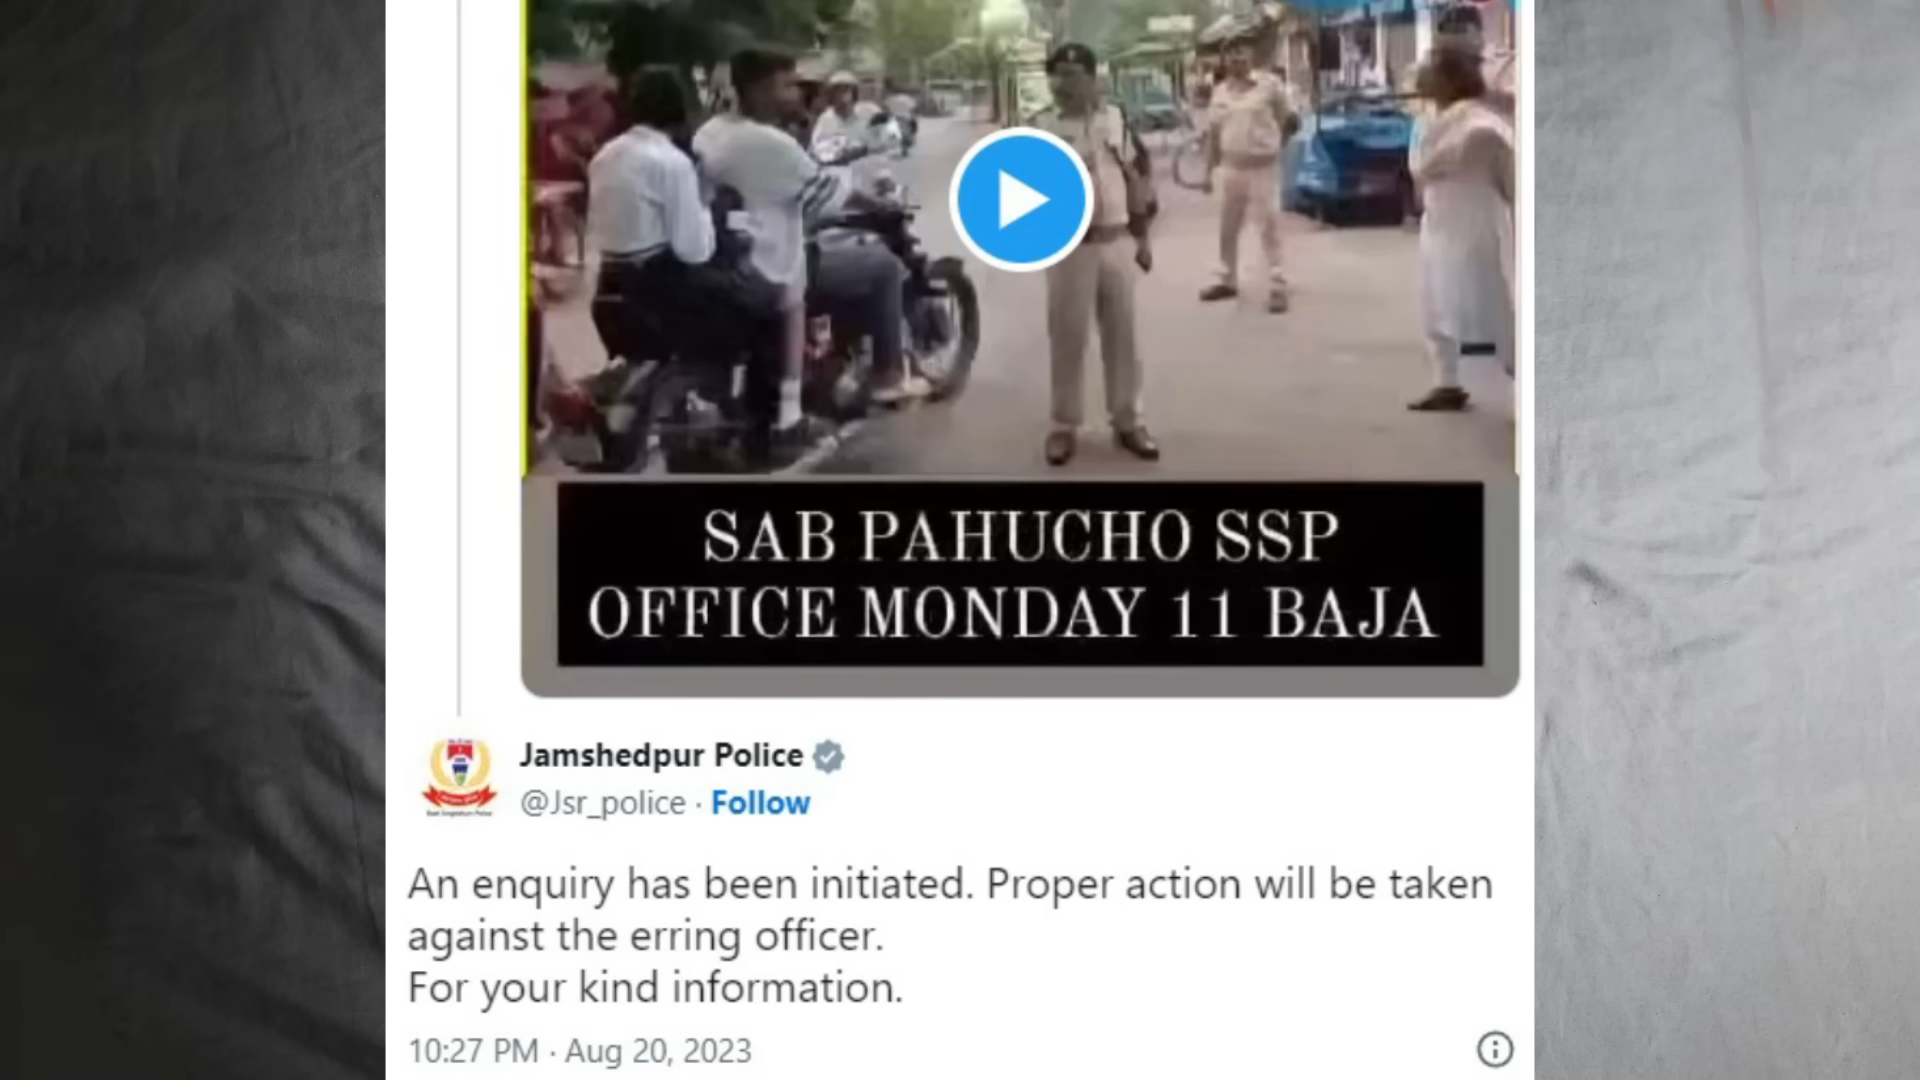 SAB PAHUCHO SSP
OFFICE MONDAY 11 BAJA
Jamshedpur Police
@Jsr_police · Follow
An enquiry has been initiated. Proper action will be taken
against the erring officer.
For your kind information.
10:27 PM · Aug 20, 2023